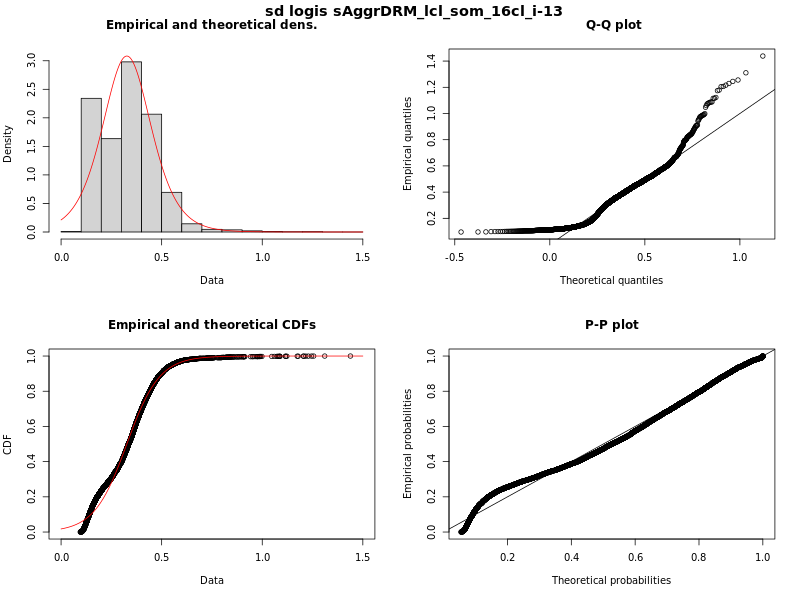 sd logis sAggrDRM_lcl_som_16cl_i-13
Empirical and theoretical dens.
Density
0.0 0.5 1.0 1.5 2.0 2.5 3.0
0.0 0.5 1.0 1.5
Data
Q-Q plot
Empirical quantiles
0.2 0.4 0.6 0.8 1.0 1.2 1.4
-0.5 0.0 0.5 1.0
Theoretical quantiles
Empirical and theoretical CDFs
CDF
0.0 0.2 0.4 0.6 0.8 1.0
0.0 0.5 1.0 1.5
Data
P-P plot
Empirical probabilities
0.0 0.2 0.4 0.6 0.8 1.0
0.2 0.4 0.6 0.8 1.0
Theoretical probabilities